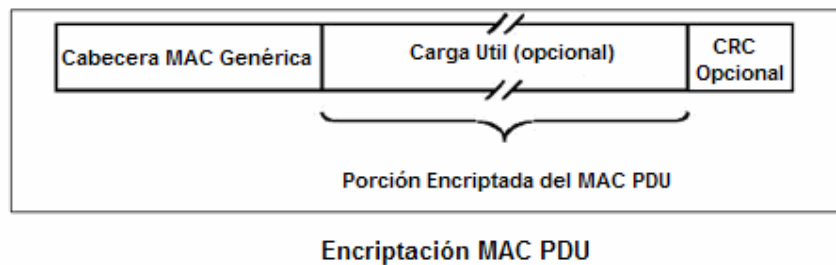 Cabecera MAC Genérica
Carga Util (opcional)
CRC
Opcional
Porción Encriptada del MAC PDU
Encriptación MAC PDU